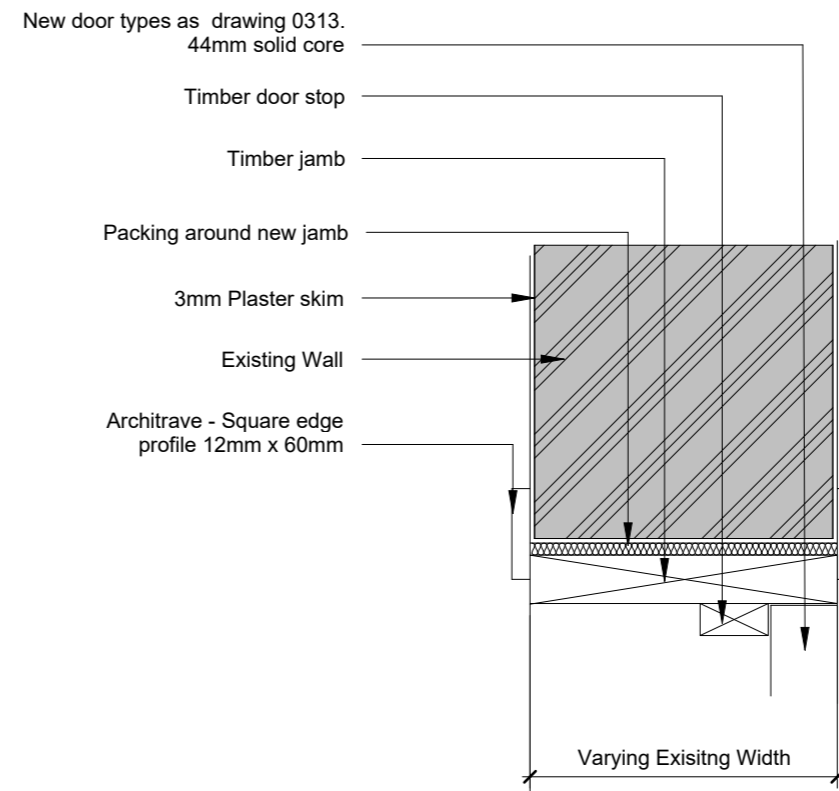 New door types as  drawing 0313.
44mm solid core
Timber door stop
Timber jamb
Packing around new jamb
3mm Plaster skim
Existing Wall
Architrave - Square edge
profile 12mm x 60mm
Varying Exisitng Width